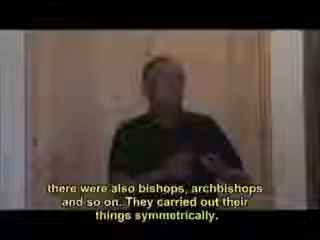 there were also bishops, archbishops
and so on. They carried out their
things symmetrically.